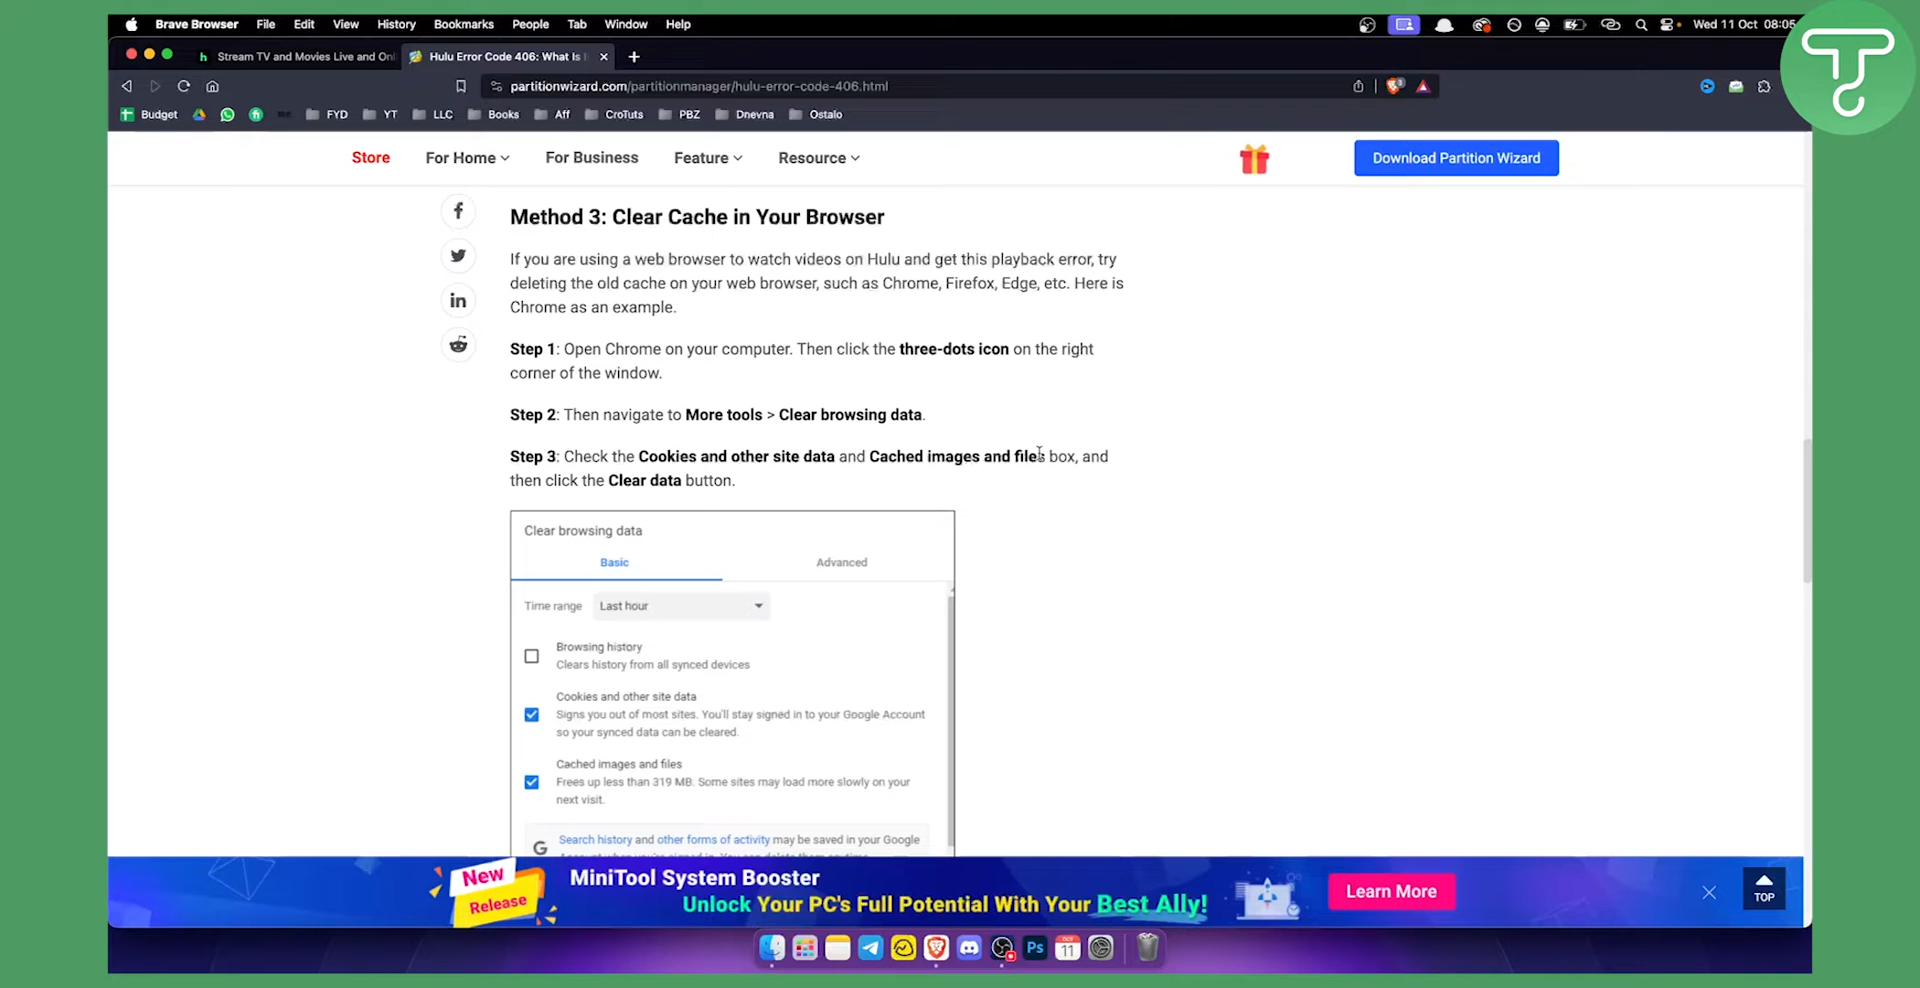 Brave Browser File Edit View History Bookmarks People Tab Window Help
Wed 11 Oct 08:05
Stream TV and Movies Live and Onl
Hulu Error Code 406: What Is
partitionwizard.com/partitionmanager/hulu-error-code-406.html
Budget FYD YT LLC Books Aff CroTuts PBZ Dnevna Ostalo
Store For Home For Business Feature Resource
Download Partition Wizard
Method 3: Clear Cache in Your Browser
If you are using a web browser to watch videos on Hulu and get this playback error, try
deleting the old cache on your web browser, such as Chrome, Firefox, Edge, etc. Here is
Chrome as an example.
Step 1: Open Chrome on your computer. Then click the three-dots icon on the right
corner of the window.
Step 2: Then navigate to More tools > Clear browsing data.
Step 3: Check the Cookies and other site data and Cached images and files box, and
then click the Clear data button.
Clear browsing data
Basic Advanced
Time range Last hour
Browsing history
Clears history from all synced devices
Cookies and other site data
Signs you out of most sites. You'll stay signed in to your Google Account
so your synced data can be cleared.
Cached images and files
Frees up less than 319 MB. Some sites may load more slowly on your
next visit.
Search history and other forms of activity may be saved in your Google
New
Release
MiniTool System Booster
Unlock Your PC's Full Potential With Your Best Ally!
Learn More
TOP
Ps
11